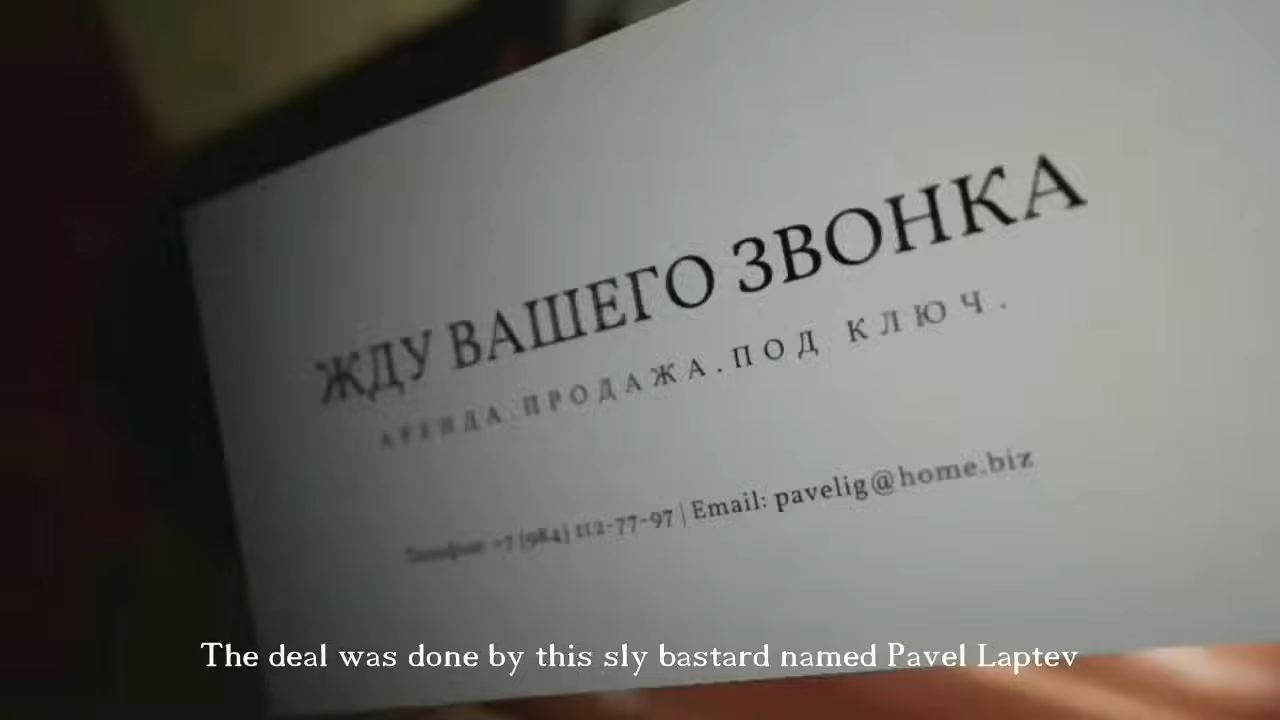 ЖДУ ВАШЕГО ЗВОНКА
АРЕНДА.ПРОДАЖА.ПОД КЛЮЧ.
Телефон: +7 (984) 112-77-97 | Email: pavelig@home.biz
The deal was done by this sly bastard named Pavel Laptev